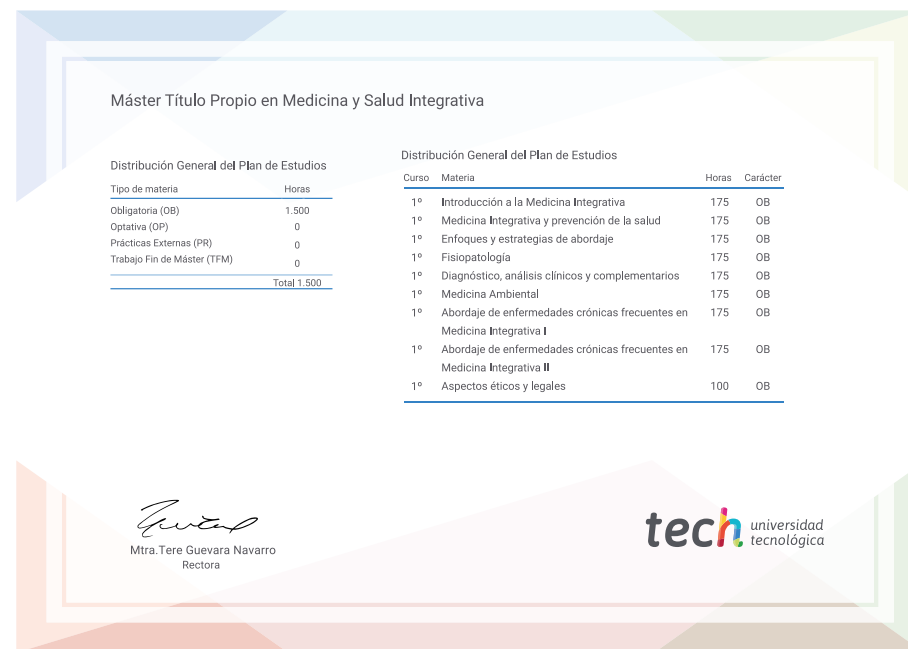 Máster Título Propio en Medicina y Salud Integrativa
Distribución General del Plan de Estudios
Tipo de materia Horas
Obligatoria (OB) 1.500
Optativa (OP) 0
Prácticas Externas (PR) 0
Trabajo Fin de Máster (TFM) 0
Total 1.500
Distribución General del Plan de Estudios
Curso Materia Horas Carácter
1º Introducción a la Medicina Integrativa 175 OB
1º Medicina Integrativa y prevención de la salud 175 OB
1º Enfoques y estrategias de abordaje 175 OB
1º Fisiopatología 175 OB
1º Diagnóstico, análisis clínicos y complementarios 175 OB
1º Medicina Ambiental 175 OB
1º Abordaje de enfermedades crónicas frecuentes en 175 OB
Medicina Integrativa I
1º Abordaje de enfermedades crónicas frecuentes en 175 OB
Medicina Integrativa II
1º Aspectos éticos y legales 100 OB
Mtra.Tere Guevara Navarro
Rectora
tech universidad
tecnológica